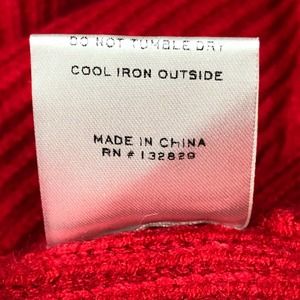 DO NOT TUMBLE DRY
COOL IRON OUTSIDE
MADE IN CHINA
RN # 132829